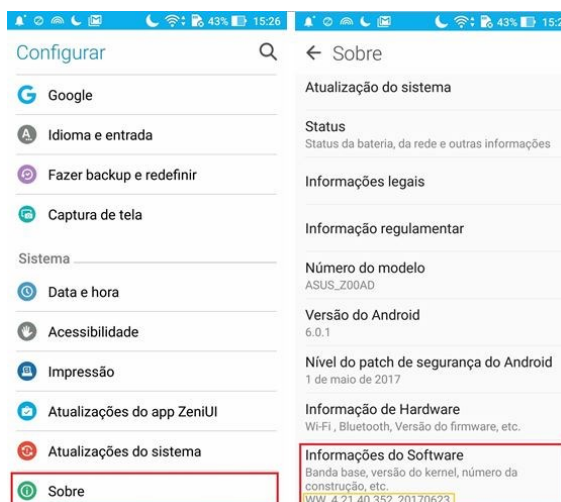 43% 15:26
Configurar
Google
Idioma e entrada
Fazer backup e redefinir
Captura de tela
Sistema
Data e hora
Acessibilidade
Impressão
Atualizações do app ZeniUI
Atualizações do sistema
Sobre
43%
Sobre
Atualização do sistema
Status
Status da bateria, da rede e outras informações
Informações legais
Informação regulamentar
Número do modelo
ASUS_Z00AD
Versão do Android
6.0.1
Nível do patch de segurança do Android
1 de maio de 2017
Informação de Hardware
Wi-Fi , Bluetooth, Versão do firmware, etc.
Informações do Software
Banda base, versão do kernel, número da
construção, etc.
WW_4.21.40.352_20170623